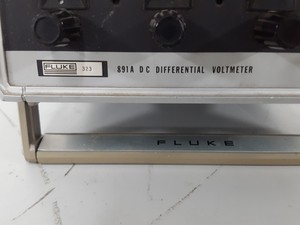 FLUKE 891A DC DIFFERENTIAL VOLTMETER
FLUKE